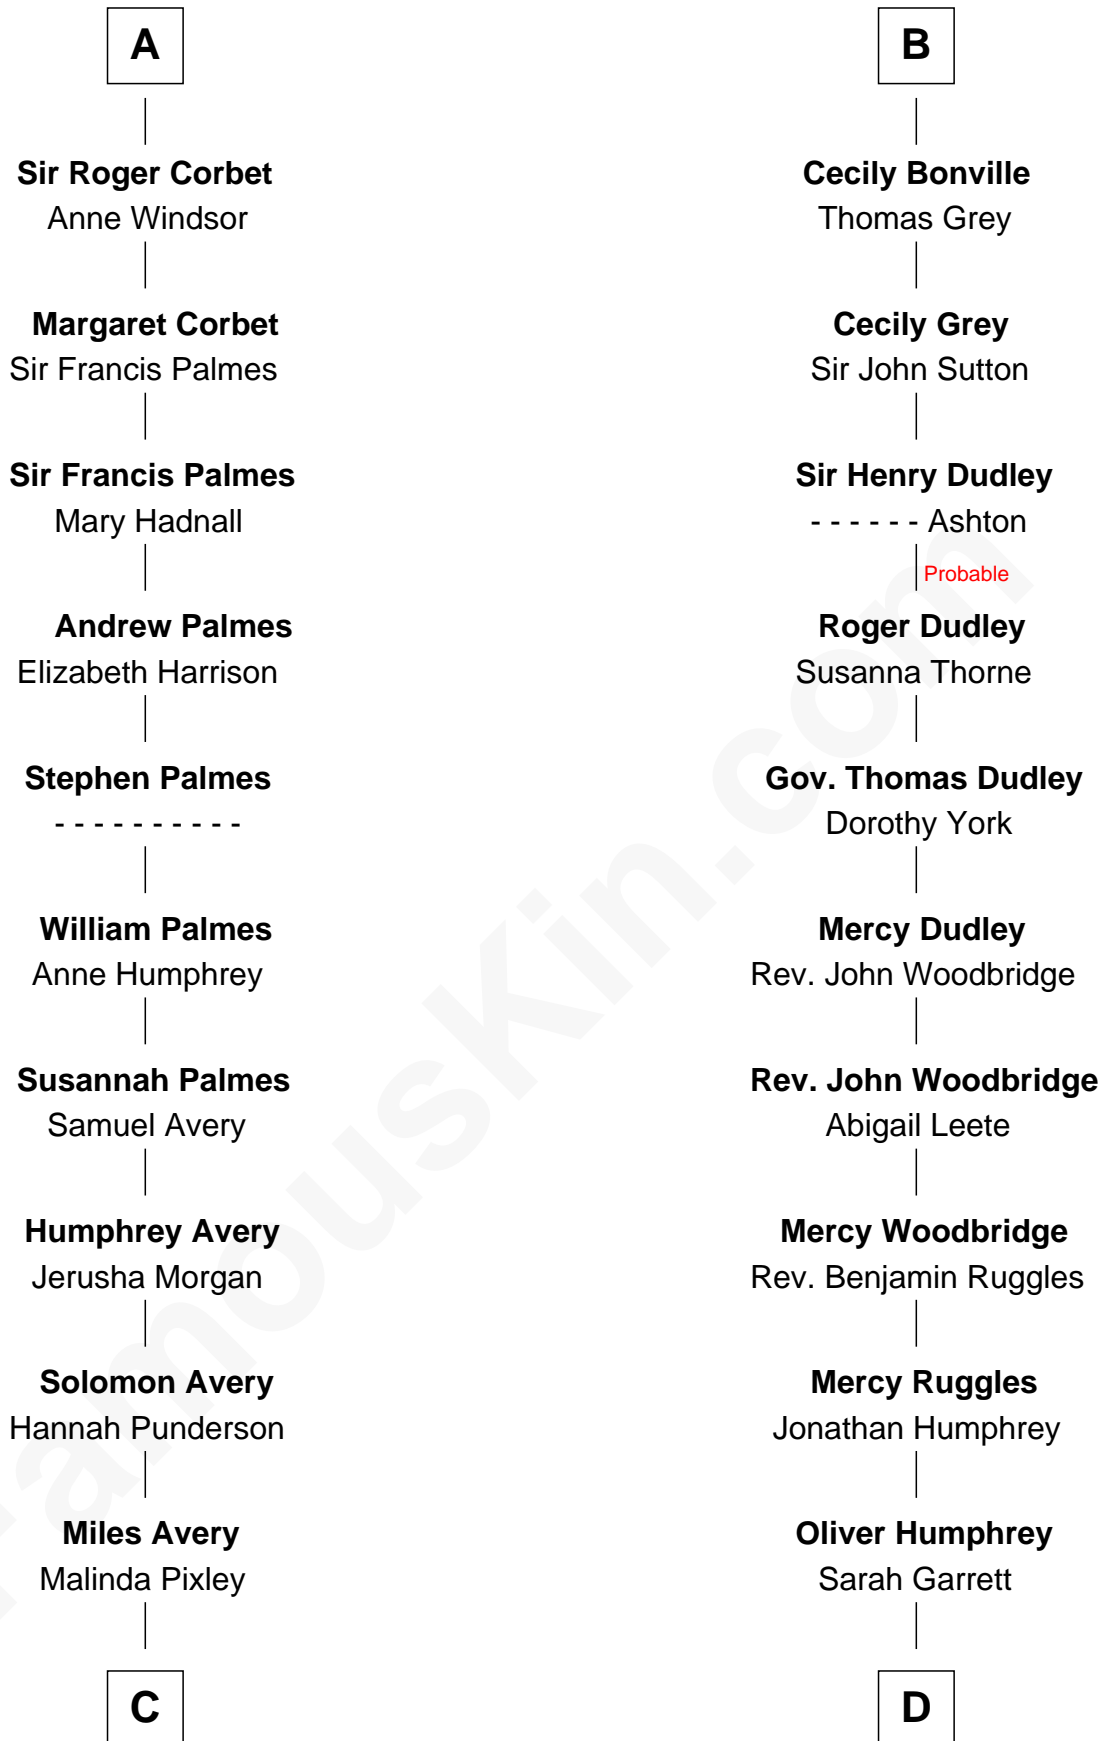 A
Sir Roger Corbet
Anne Windsor
Margaret Corbet
Sir Francis Palmes
Sir Francis Palmes
Mary Hadnall
Andrew Palmes
Elizabeth Harrison
Stephen Palmes
- - - - - - - - - -
William Palmes
Anne Humphrey
Susannah Palmes
Samuel Avery
Humphrey Avery
Jerusha Morgan
Solomon Avery
Hannah Punderson
Miles Avery
Malinda Pixley
C
B
Cecily Bonville
Thomas Grey
Cecily Grey
Sir John Sutton
Sir Henry Dudley
- - - - - - Ashton
Probable
Roger Dudley
Susanna Thorne
Gov. Thomas Dudley
Dorothy York
Mercy Dudley
Rev. John Woodbridge
Rev. John Woodbridge
Abigail Leete
Mercy Woodbridge
Rev. Benjamin Ruggles
Mercy Ruggles
Jonathan Humphrey
Oliver Humphrey
Sarah Garrett
D
FamousKin.com